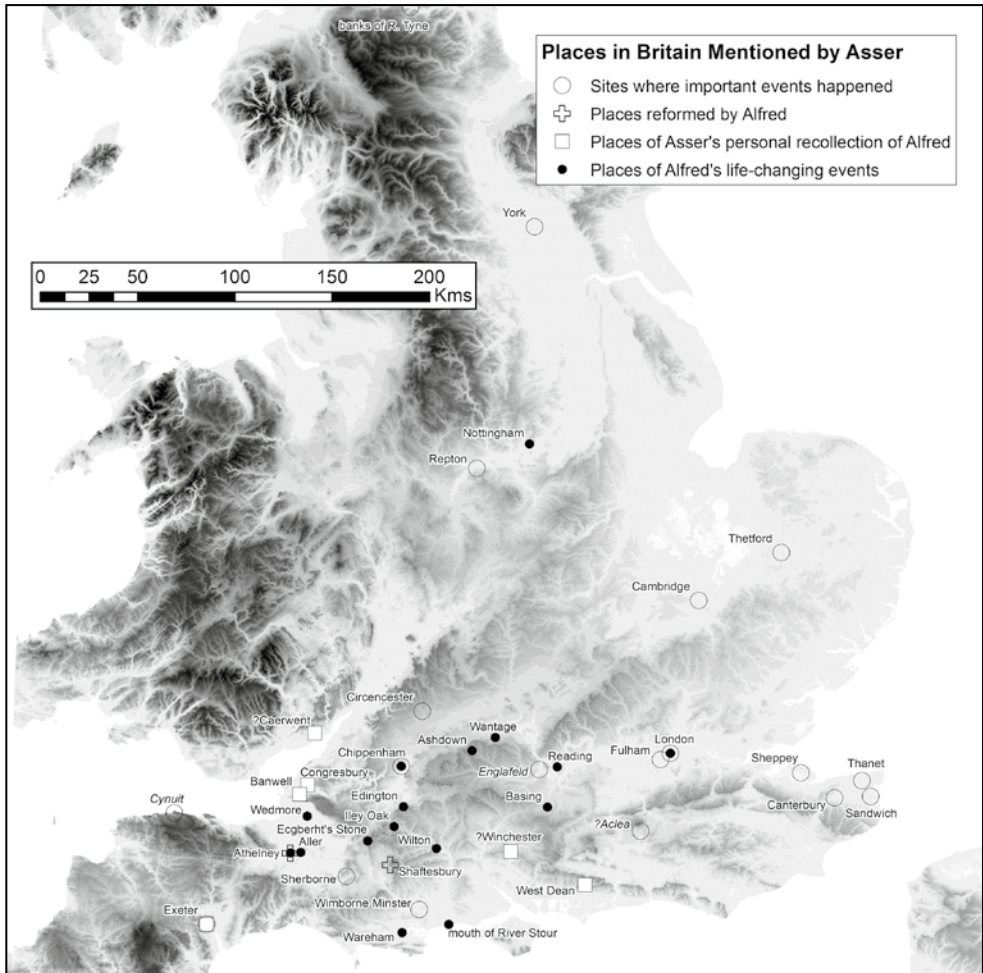 banks of R. Tyne
Places in Britain Mentioned by Asser
Sites where important events happened
Places reformed by Alfred
Places of Asser's personal recollection of Alfred
Places of Alfred's life-changing events
York
0 25 50 100 150 200
Kms
Nottingham
Repton
Thetford
Cambridge
Circencester
?Caerwent
Wantage
Ashdown
London
Fulham
Chippenham
Reading
Englafeld
Sheppey
Thanet
Congresbury
Banwell
Cynuit
Edington
Basing
Canterbury
Sandwich
Wedmore
Iley Oak
?Aclea
Ecgberht's Stone
Wilton
?Winchester
Aller
Athelney
Shaftesbury
Sherborne
West Dean
Exeter
Wimborne Minster
Wareham
mouth of River Stour